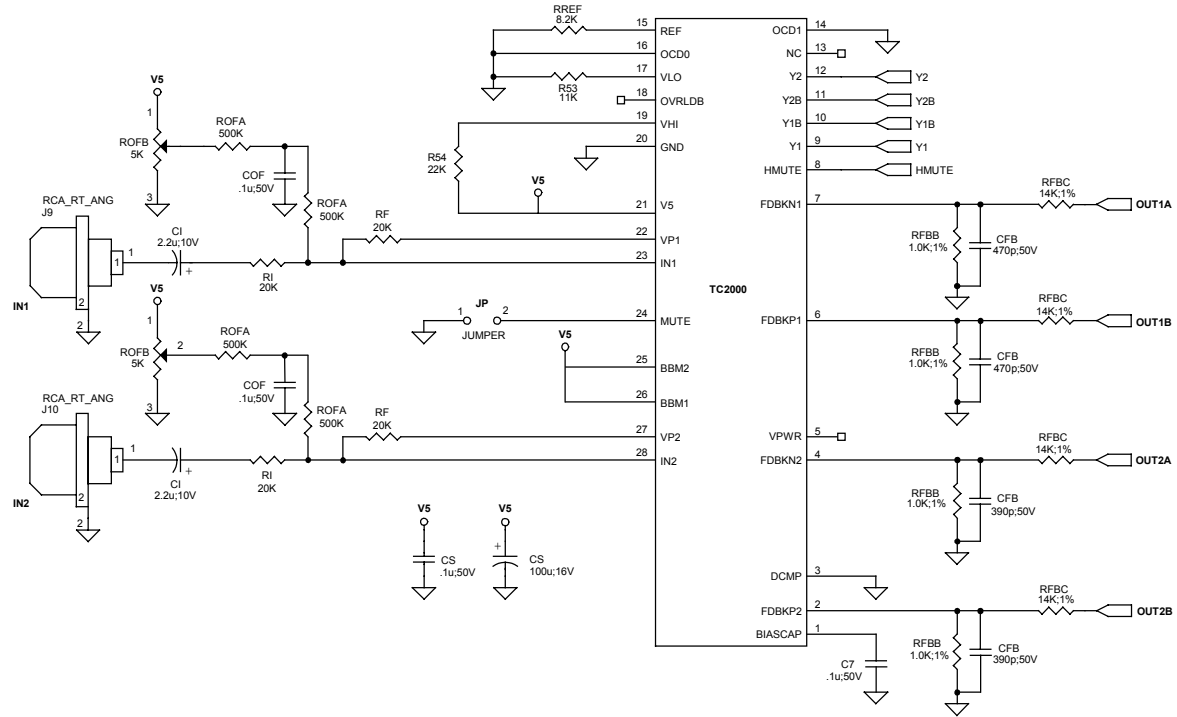 RREF
8.2K
15
REF
16
OCD0
17
VLO
R53
11K
18
OVRLDB
19
VHI
20
GND
R54
22K
V5
21
V5
22
VP1
23
IN1
24
MUTE
25
BBM2
26
BBM1
27
VP2
28
IN2
TC2000
OCD1
14
NC
13
Y2
12
Y2
Y2B
11
Y2B
Y1B
10
Y1B
Y1
9
Y1
HMUTE
8
HMUTE
FDBKN1
7
FDBKP1
6
VPWR
5
FDBKN2
4
DCMP
3
FDBKP2
2
BIASCAP
1
V5
1
ROFB
5K
3
ROFA
500K
COF
.1u;50V
ROFA
500K
RF
20K
RCA_RT_ANG
J9
1
1
2
2
IN1
CI
2.2u;10V
+
RI
20K
V5
1
ROFB
5K
2
3
ROFA
500K
COF
.1u;50V
ROFA
500K
RF
20K
RCA_RT_ANG
J10
1
1
2
2
IN2
CI
2.2u;10V
+
RI
20K
JP
1
2
JUMPER
V5
V5
CS
.1u;50V
V5
+
CS
100u;16V
RFBC
14K;1%
OUT1A
RFBB
1.0K;1%
CFB
470p;50V
RFBC
14K;1%
OUT1B
RFBB
1.0K;1%
CFB
470p;50V
RFBC
14K;1%
OUT2A
RFBB
1.0K;1%
CFB
390p;50V
RFBC
14K;1%
OUT2B
RFBB
1.0K;1%
CFB
390p;50V
C7
.1u;50V